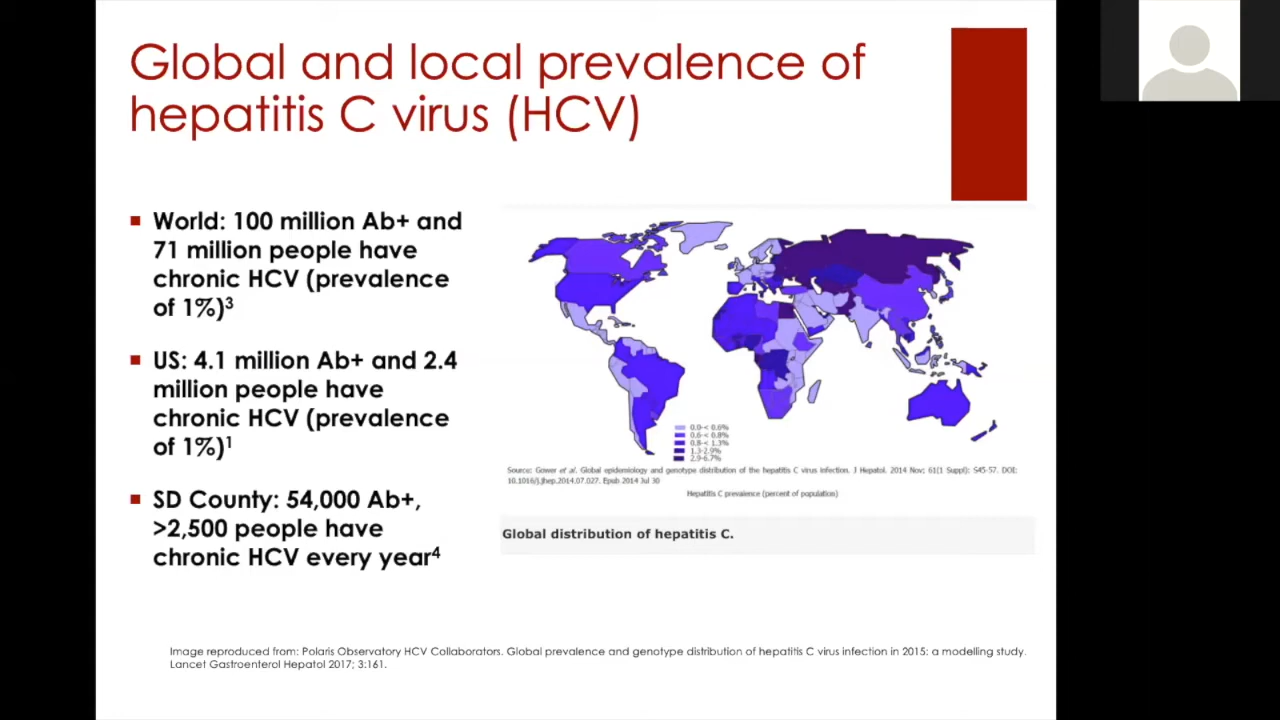 Global and local prevalence of
hepatitis C virus (HCV)
■ World: 100 million Ab+ and
71 million people have
chronic HCV (prevalence
of 1%)³
■ US: 4.1 million Ab+ and 2.4
million people have
chronic HCV (prevalence
of 1%)¹
■ SD County: 54,000 Ab+,
>2,500 people have
chronic HCV every year⁴
0.0-< 0.6%
0.6-< 0.8%
0.8-< 1.3%
1.3-2.9%
2.9-6.7%
Source: Gower et al. Global epidemiology and genotype distribution of the hepatitis C virus infection. J Hepatol. 2014 Nov; 61(1 Suppl): S45-57. DOI:
10.1016/j.jhep.2014.07.027. Epub 2014 Jul 30
Hepatitis C prevalence (percent of population)
Global distribution of hepatitis C.
Image reproduced from: Polaris Observatory HCV Collaborators. Global prevalence and genotype distribution of hepatitis C virus infection in 2015: a modelling study.
Lancet Gastroenterol Hepatol 2017; 3:161.